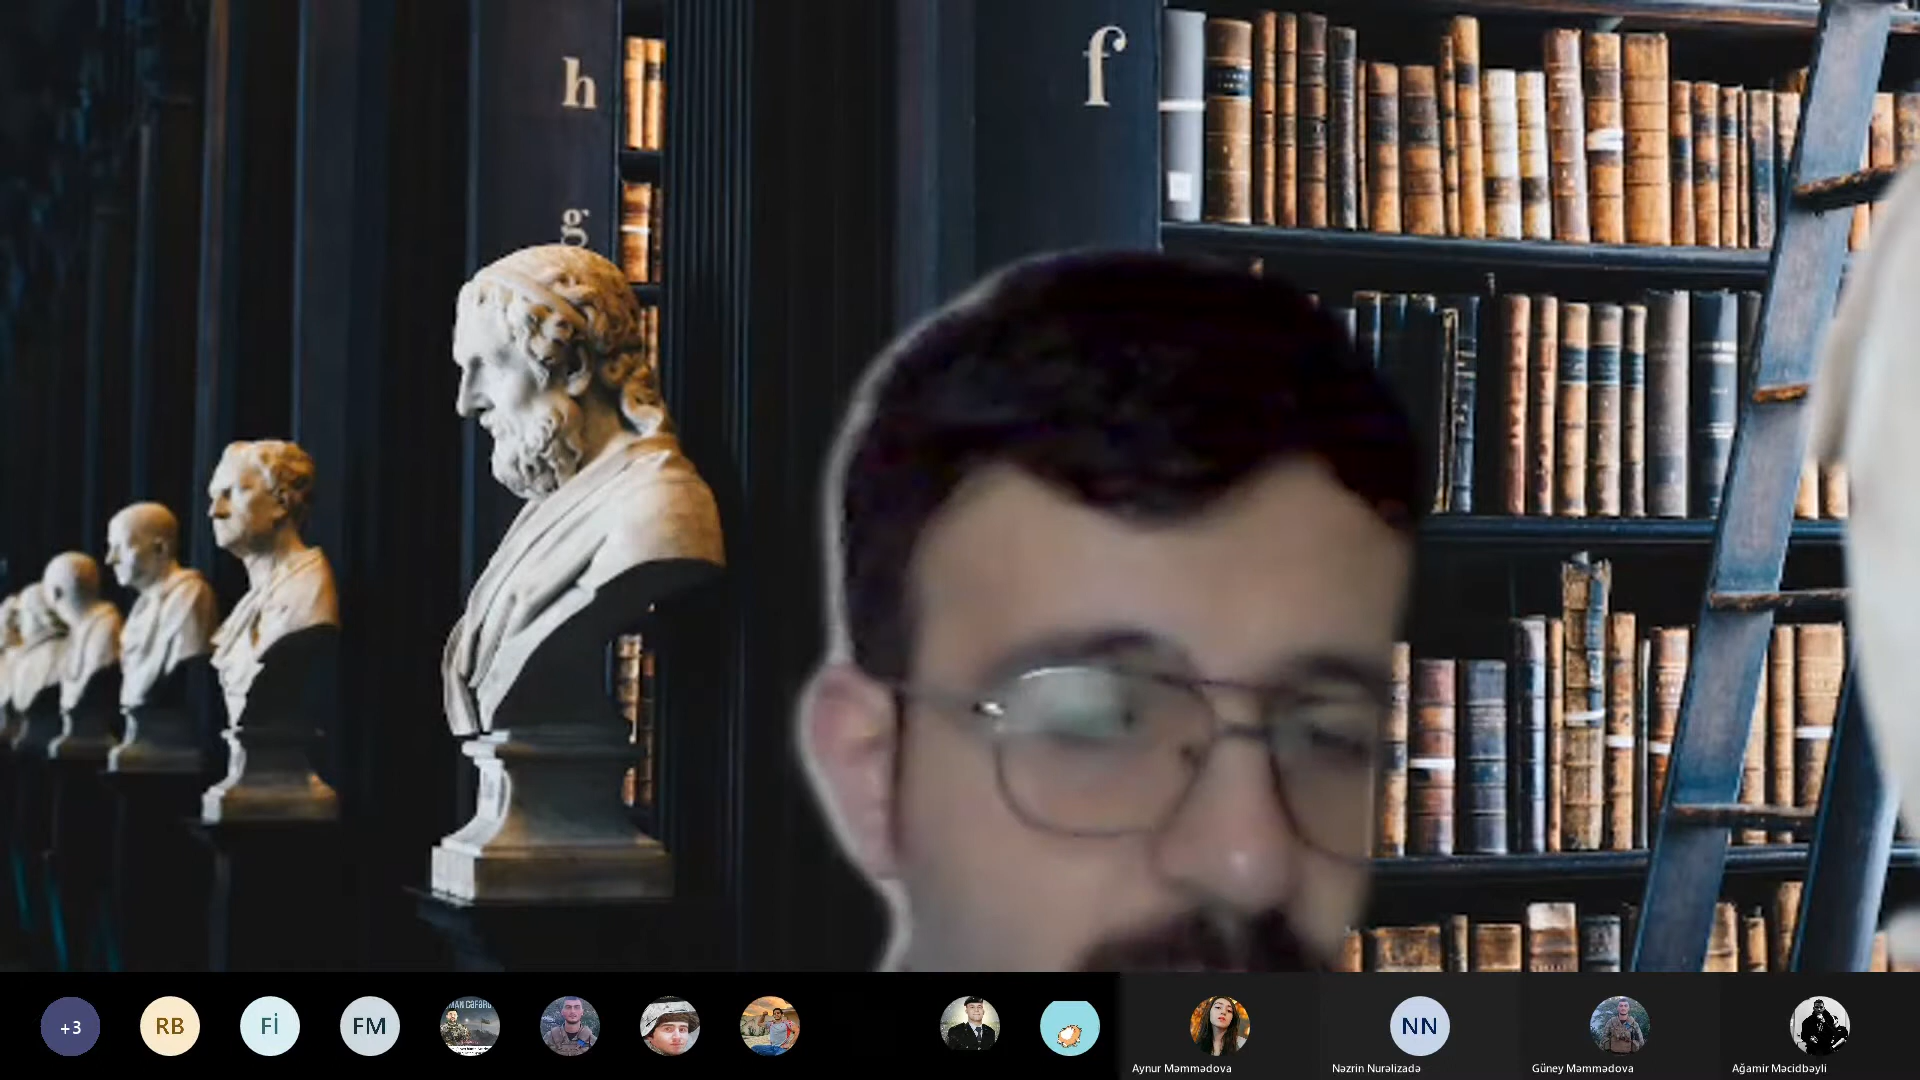 h
f
g
+3
RB
Fİ
FM
NN
Aynur Məmmədova
Nəzrin Nurəlizadə
Güney Məmmədova
Ağamir Məcidbəyli